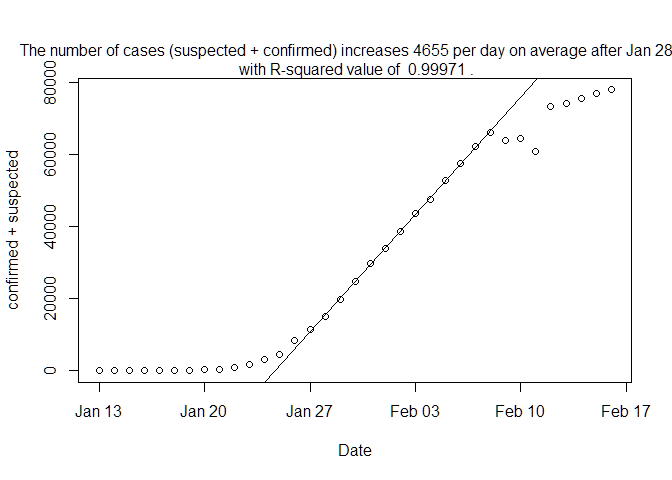 The number of cases (suspected + confirmed) increases 4655 per day on average after Jan 28
with R-squared value of  0.99971 .
80000
60000
40000
20000
0
confirmed + suspected
Jan 13
Jan 20
Jan 27
Feb 03
Feb 10
Feb 17
Date